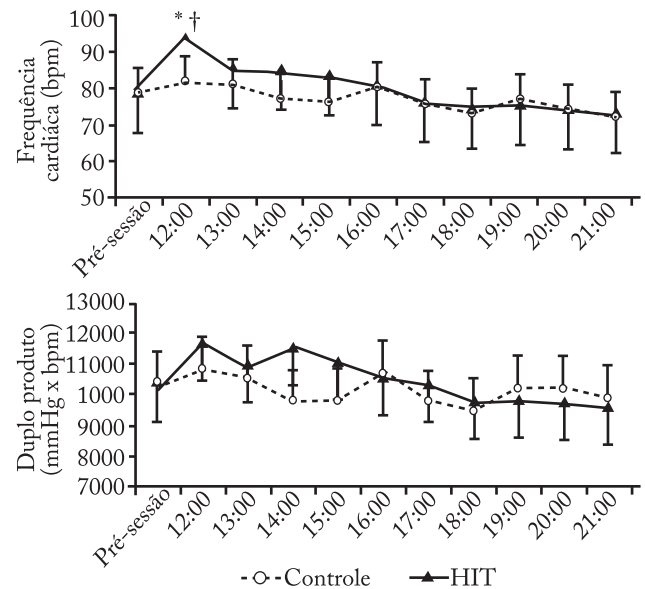 Frequência
cardiáca (bpm)
100
90
80
70
60
50
* †
Pré-sessão 12:00 13:00 14:00 15:00 16:00 17:00 18:00 19:00 20:00 21:00
Duplo produto
(mmHg x bpm)
13000
12000
11000
10000
9000
8000
7000
Pré-sessão 12:00 13:00 14:00 15:00 16:00 17:00 18:00 19:00 20:00 21:00
Controle HIT